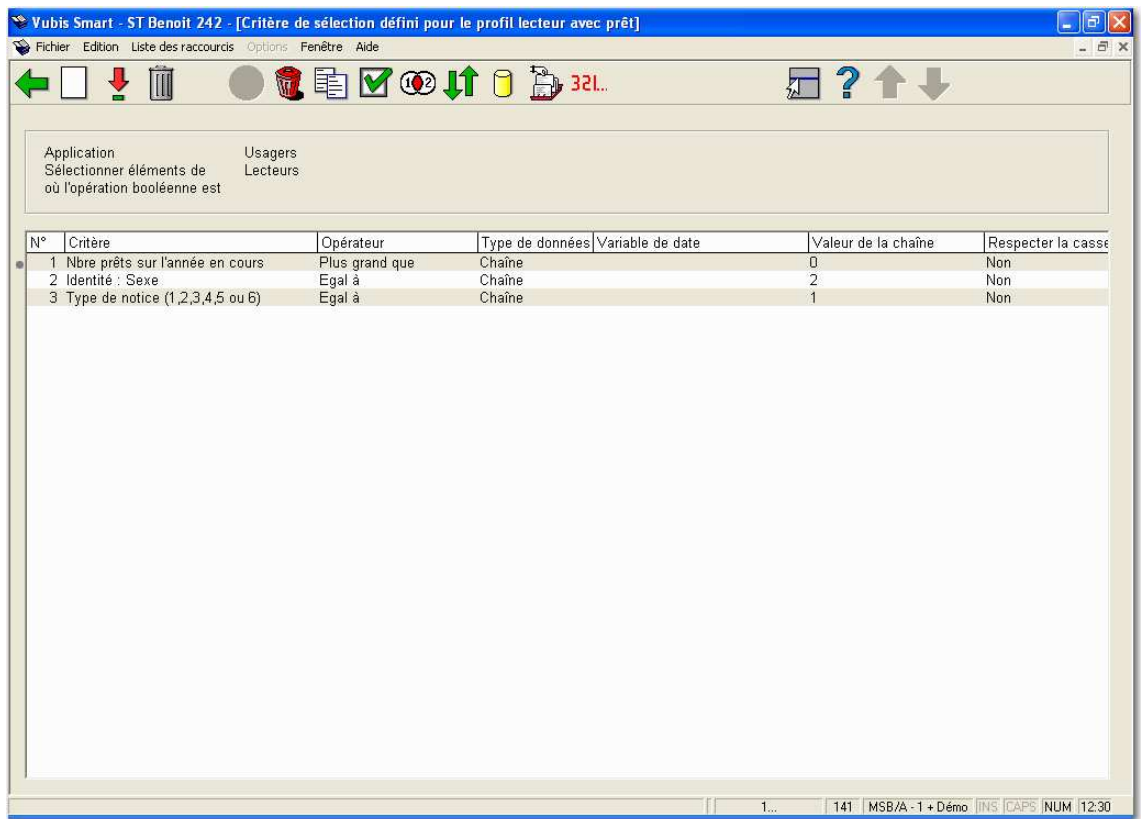 Vubis Smart - ST Benoit 242 - [Critère de sélection défini pour le profil lecteur avec prêt]
Fichier Edition Liste des raccourcis Options Fenêtre Aide
1 2 321...
Application Usagers
Sélectionner éléments de Lecteurs
où l'opération booléenne est
N° Critère Opérateur Type de données Variable de date Valeur de la chaîne Respecter la casse
1 Nbre prêts sur l'année en cours Plus grand que Chaîne 0 Non
2 Identité : Sexe Egal à Chaîne 2 Non
3 Type de notice (1,2,3,4,5 ou 6) Egal à Chaîne 1 Non
1... 141 MSB/A - 1 + Démo INS CAPS NUM 12:30